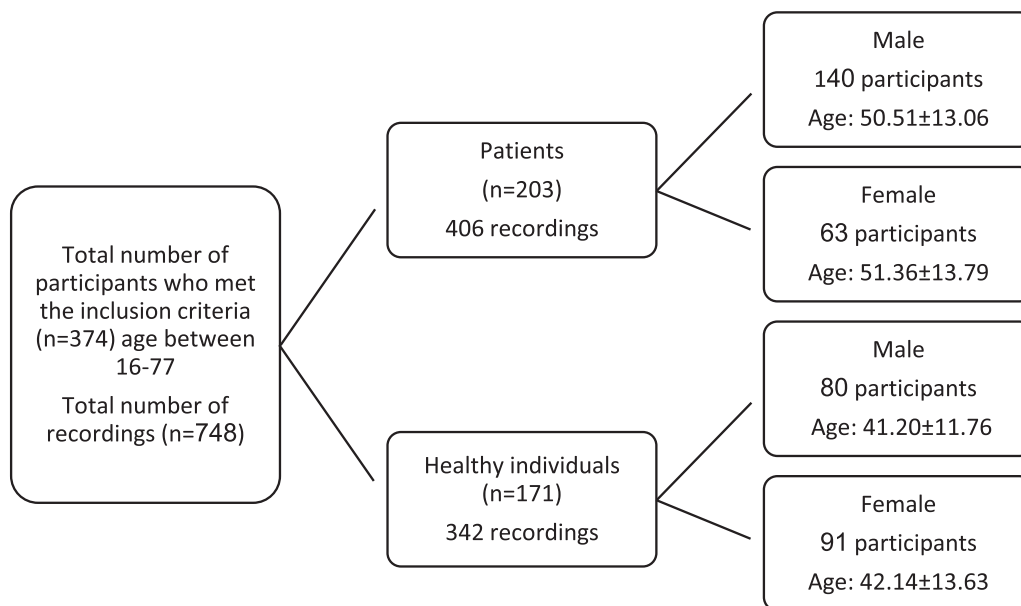 Total number of
participants who met
the inclusion criteria
(n=374) age between
16-77
Total number of
recordings (n=748)
Patients
(n=203)
406 recordings
Male
140 participants
Age: 50.51±13.06
Female
63 participants
Age: 51.36±13.79
Healthy individuals
(n=171)
342 recordings
Male
80 participants
Age: 41.20±11.76
Female
91 participants
Age: 42.14±13.63